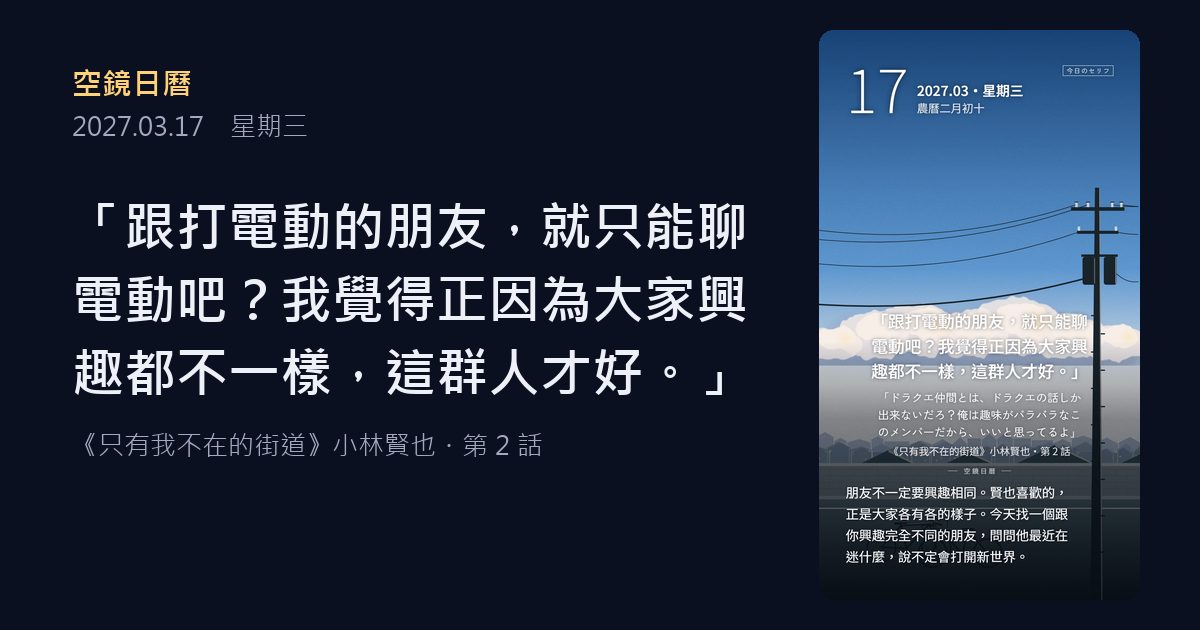 空鏡日曆
2027.03.17　星期三
「跟打電動的朋友，就只能聊
電動吧？我覺得正因為大家興
趣都不一樣，這群人才好。」
《只有我不在的街道》小林賢也・第 2 話
17
2027.03・星期三
農曆二月初十
今日のセリフ
「跟打電動的朋友，就只能聊
電動吧？我覺得正因為大家興
趣都不一樣，這群人才好。」
「ドラクエ仲間とは、ドラクエの話しか
出来ないだろ？俺は趣味がバラバラなこ
のメンバーだから、いいと思ってるよ」
《只有我不在的街道》小林賢也・第 2 話
— 空鏡日曆 —
朋友不一定要興趣相同。賢也喜歡的，
正是大家各有各的樣子。今天找一個跟
你興趣完全不同的朋友，問問他最近在
迷什麼，說不定會打開新世界。